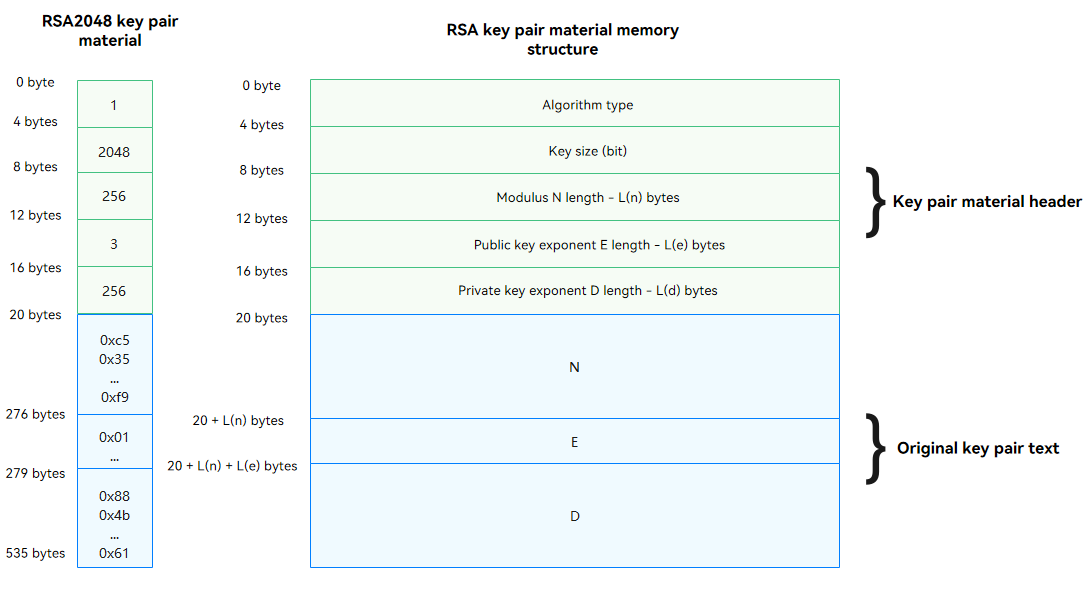 RSA2048 key pair
material
0 byte
4 bytes
8 bytes
12 bytes
16 bytes
20 bytes
276 bytes
279 bytes
535 bytes
1
2048
256
3
256
0xc5
0x35
...
0xf9
0x01
...
0x88
0x4b
...
0x61
RSA key pair material memory
structure
0 byte
4 bytes
8 bytes
12 bytes
16 bytes
20 bytes
20 + L(n) bytes
20 + L(n) + L(e) bytes
Algorithm type
Key size (bit)
Modulus N length - L(n) bytes
Public key exponent E length - L(e) bytes
Private key exponent D length - L(d) bytes
N
E
D
} Key pair material header
} Original key pair text